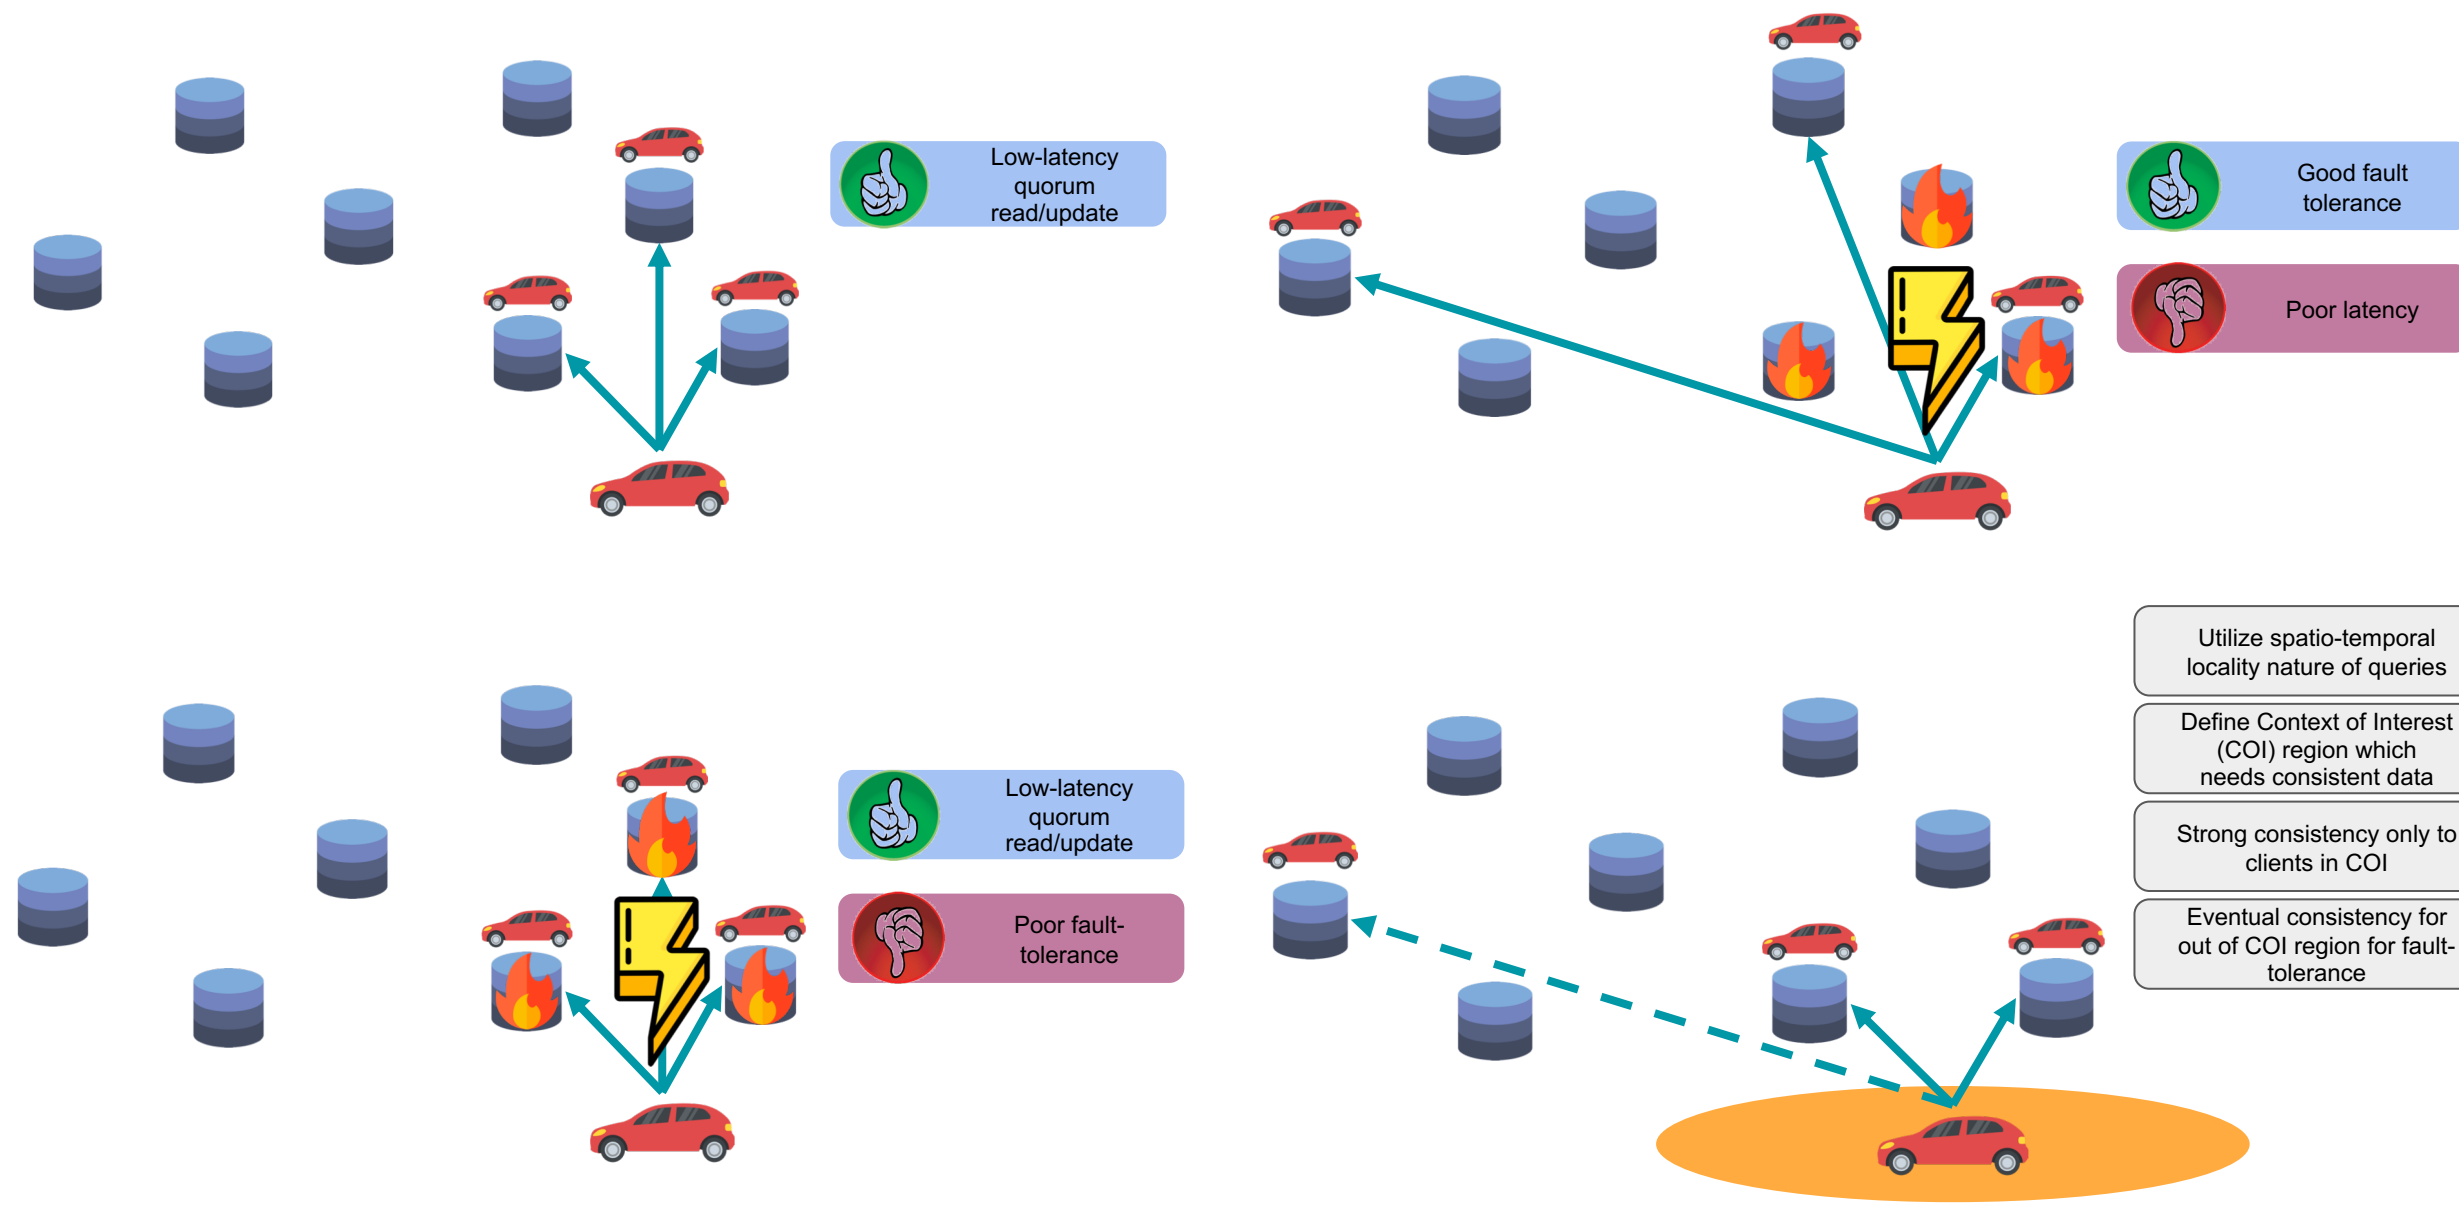 Low-latency
quorum
read/update
Good fault
tolerance
Poor latency
Low-latency
quorum
read/update
Poor fault-
tolerance
Utilize spatio-temporal
locality nature of queries
Define Context of Interest
(COI) region which
needs consistent data
Strong consistency only to
clients in COI
Eventual consistency for
out of COI region for fault-
tolerance